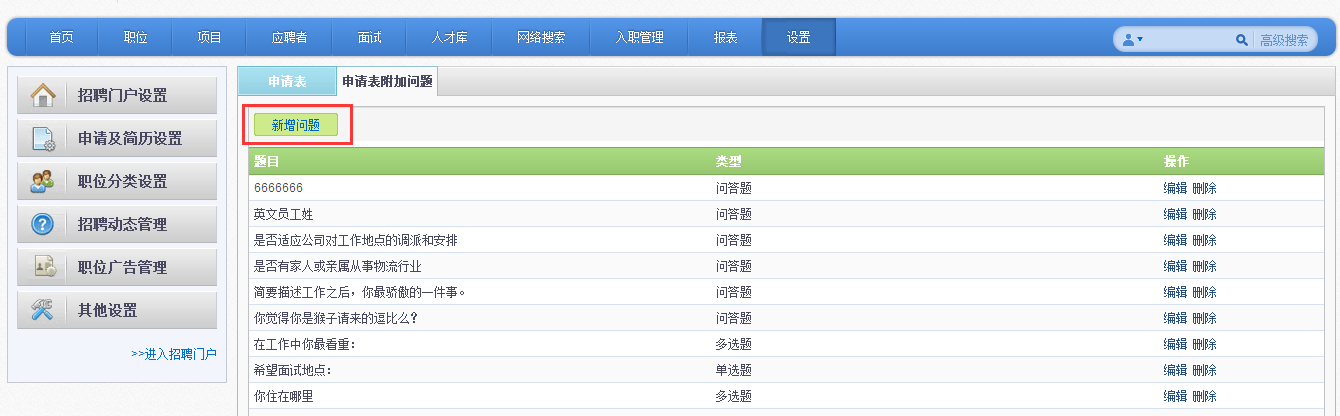 首页 职位 项目 应聘者 面试 人才库 网络搜索 入职管理 报表 设置 高级搜索
招聘门户设置
申请及简历设置
职位分类设置
招聘动态管理
职位广告管理
其他设置
>>进入招聘门户
申请表 申请表附加问题
新增问题
题目 类型 操作
6666666 问答题 编辑 删除
英文员工姓 问答题 编辑 删除
是否适应公司对工作地点的调派和安排 问答题 编辑 删除
是否有家人或亲属从事物流行业 问答题 编辑 删除
简要描述工作之后，你最骄傲的一件事。 问答题 编辑 删除
你觉得你是猴子请来的逗比么？ 问答题 编辑 删除
在工作中你最看重： 多选题 编辑 删除
希望面试地点： 单选题 编辑 删除
你住在哪里 多选题 编辑 删除